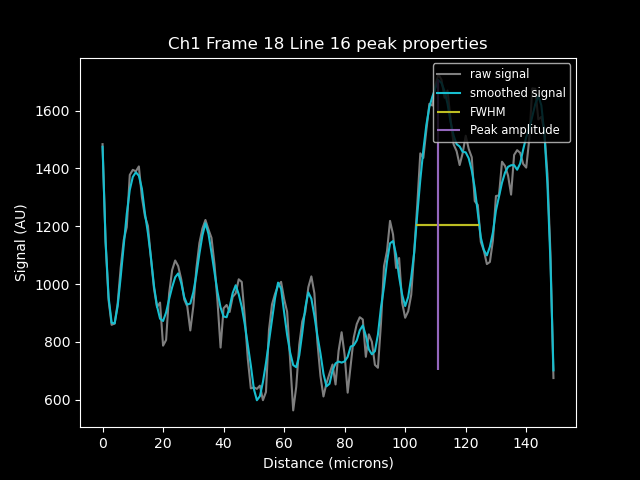 Ch1 Frame 18 Line 16 peak properties
raw signal
smoothed signal
FWHM
Peak amplitude
Signal (AU)
1600
1400
1200
1000
800
600
0 20 40 60 80 100 120 140
Distance (microns)